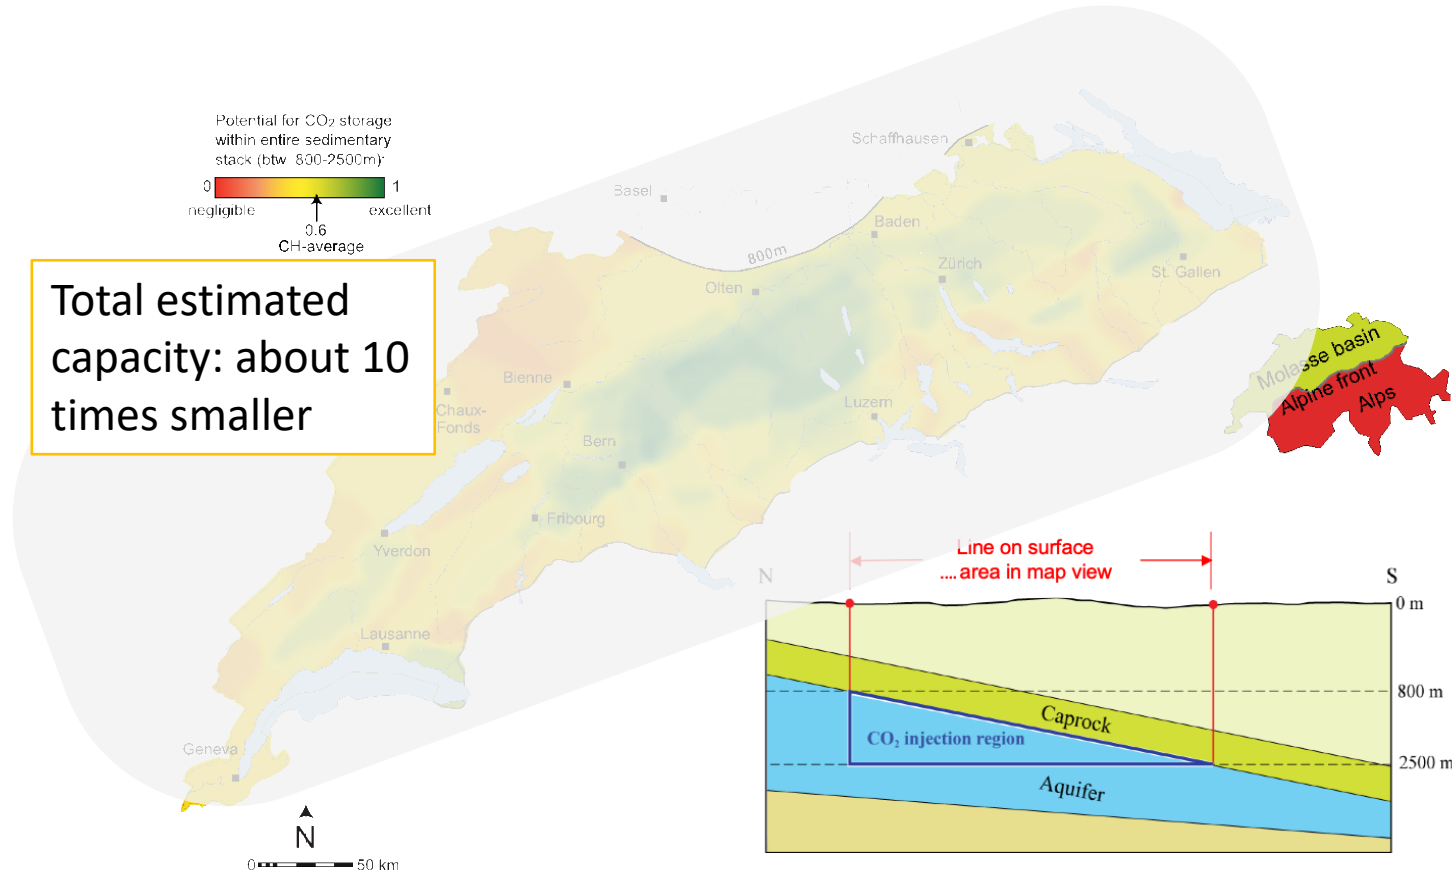 Potential for CO₂ storage
within entire sedimentary
stack (btw. 800-2500m):
0
1
negligible
excellent
0.6
CH-average
Total estimated
capacity: about 10
times smaller
Schaffhausen
Basel
Baden
800m
Zürich
St. Gallen
Olten
Bienne
Chaux-
Fonds
Luzern
Bern
Fribourg
Yverdon
Lausanne
Geneva
N
0
50 km
Molasse basin
Alpine front
Alps
Line on surface
.... area in map view
N
S
0 m
800 m
Caprock
CO₂ injection region
2500 m
Aquifer